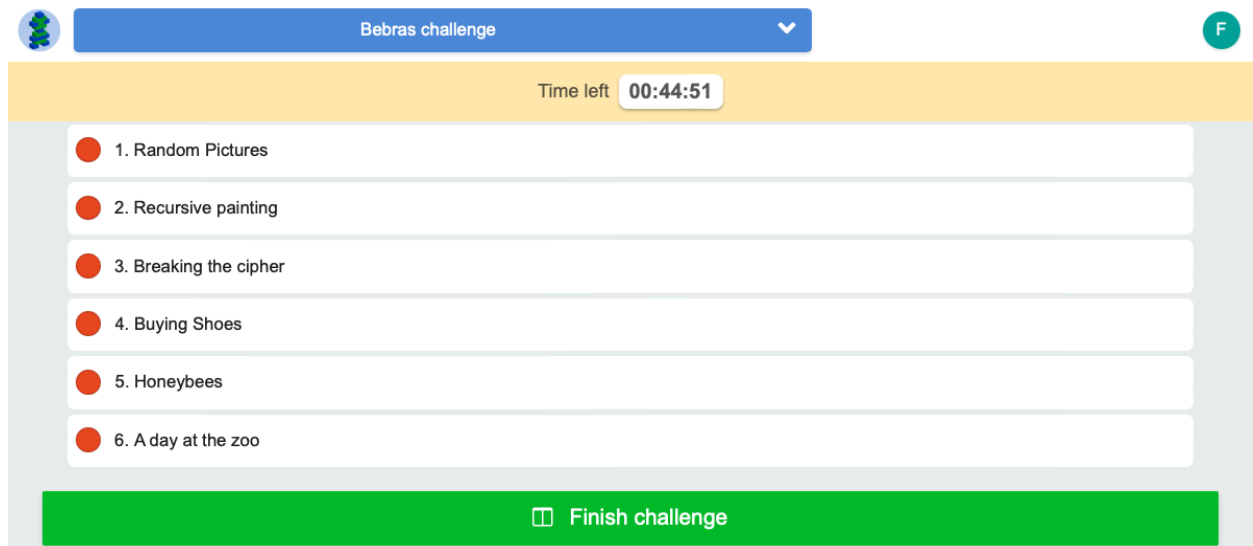 Bebras challenge
F
Time left 00:44:51
1. Random Pictures
2. Recursive painting
3. Breaking the cipher
4. Buying Shoes
5. Honeybees
6. A day at the zoo
Finish challenge